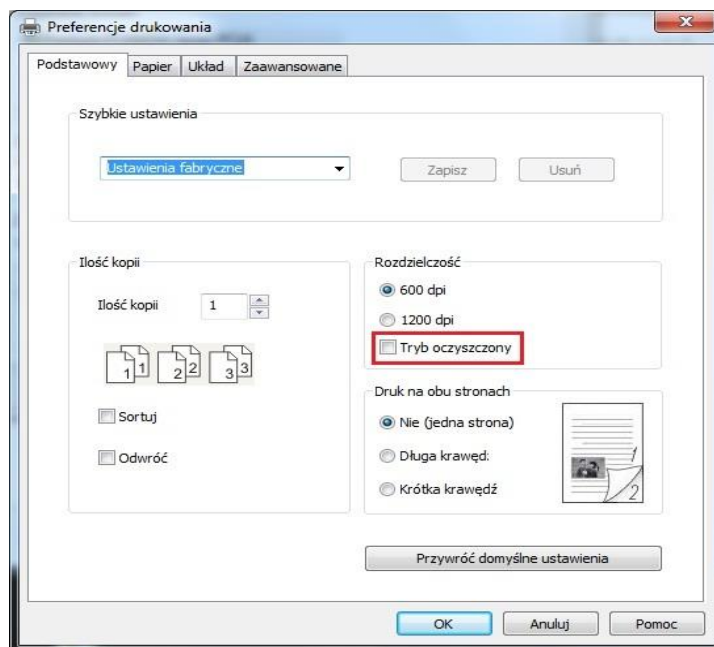 Preferencje drukowania
Podstawowy Papier Układ Zaawansowane
Szybkie ustawienia
Ustawienia fabryczne Zapisz Usuń
Ilość kopii
Ilość kopii 1
1 1 2 2 3 3
Sortuj
Odwróć
Rozdzielczość
600 dpi
1200 dpi
Tryb oczyszczony
Druk na obu stronach
Nie (jedna strona)
Długa krawęd:
Krótka krawędź
1
2
Przywróć domyślne ustawienia
OK Anuluj Pomoc